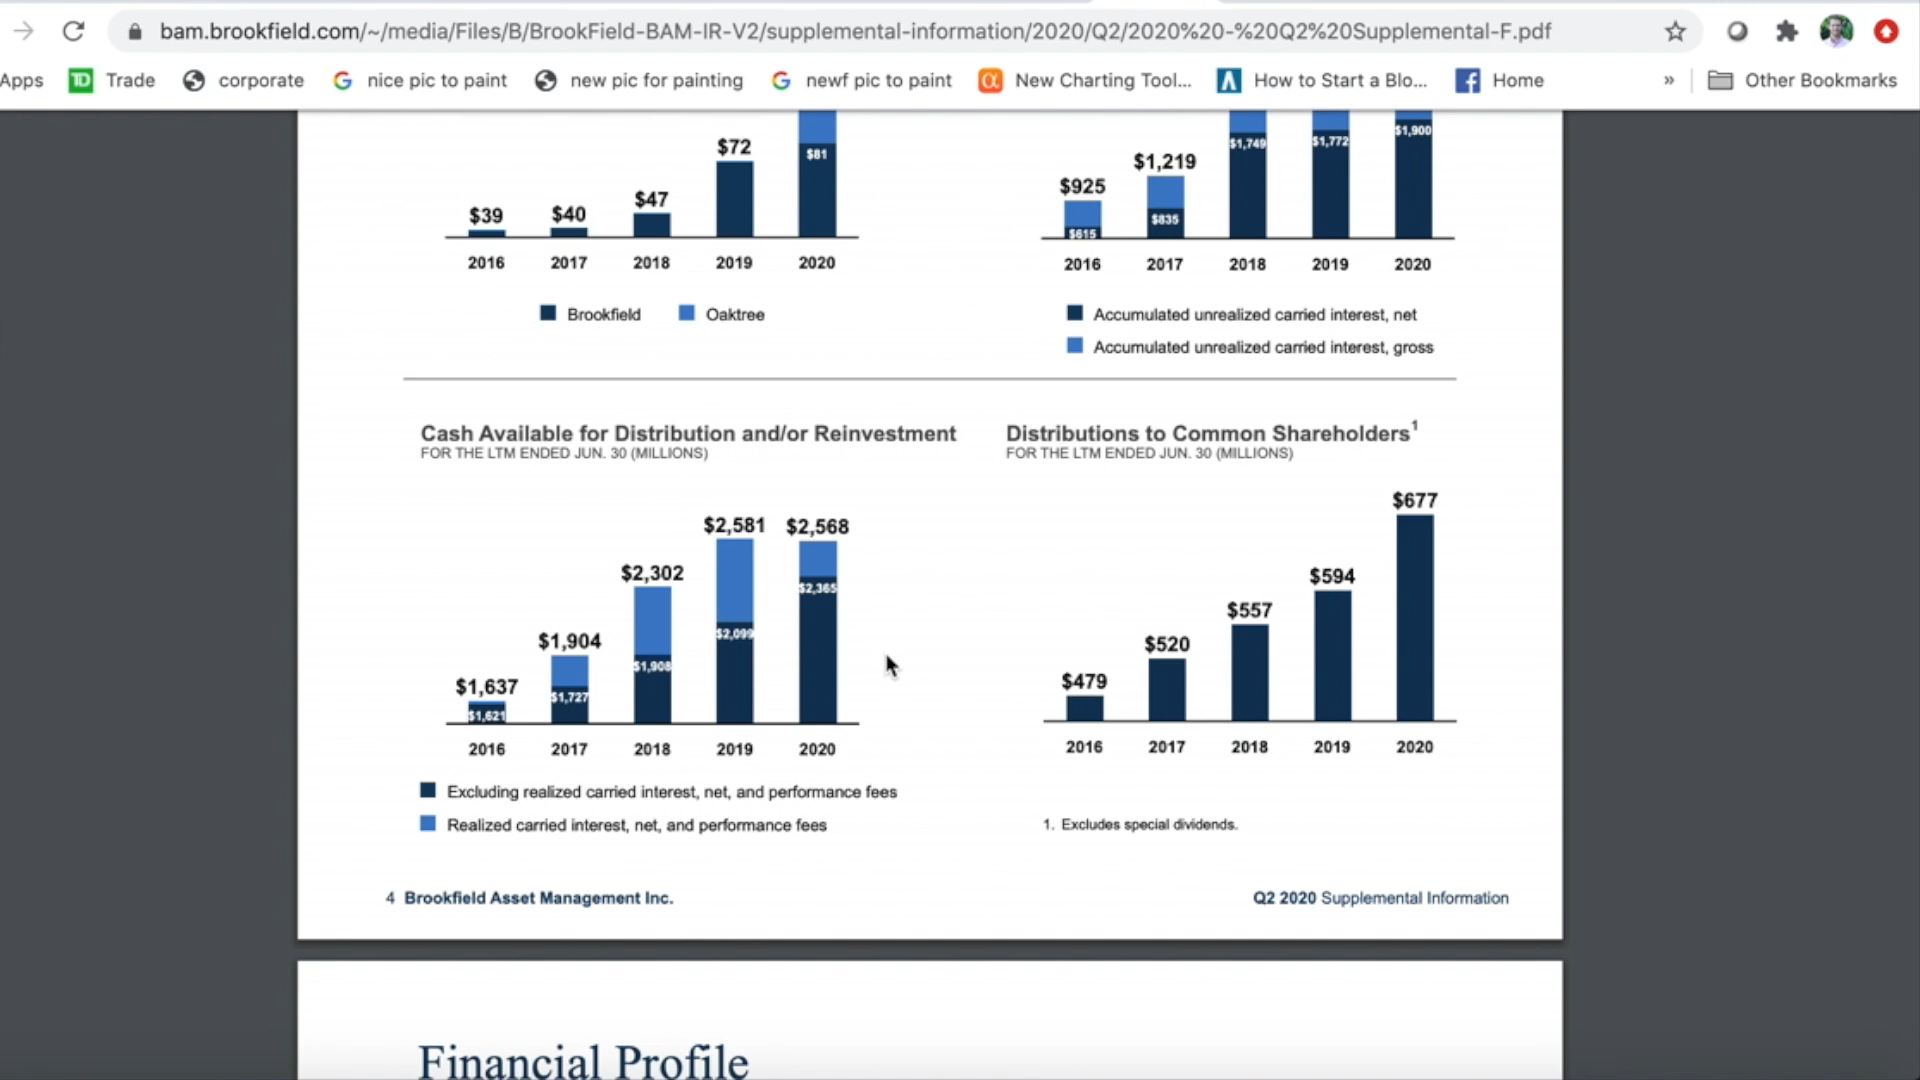 bam.brookfield.com/~/media/Files/B/BrookField-BAM-IR-V2/supplemental-information/2020/Q2/2020%20-%20Q2%20Supplemental-F.pdf
Apps Trade corporate nice pic to paint new pic for painting newf pic to paint New Charting Tool... How to Start a Blo... Home » Other Bookmarks
$39 $40 $47 $72 $81
2016 2017 2018 2019 2020
Brookfield Oaktree
$925 $1,219 $1,749 $1,772 $1,900
$615 $835
2016 2017 2018 2019 2020
Accumulated unrealized carried interest, net
Accumulated unrealized carried interest, gross
Cash Available for Distribution and/or Reinvestment
FOR THE LTM ENDED JUN. 30 (MILLIONS)
$1,637 $1,904 $2,302 $2,581 $2,568
$1,621 $1,727 $1,908 $2,099 $2,365
2016 2017 2018 2019 2020
Excluding realized carried interest, net, and performance fees
Realized carried interest, net, and performance fees
Distributions to Common Shareholders1
FOR THE LTM ENDED JUN. 30 (MILLIONS)
$479 $520 $557 $594 $677
2016 2017 2018 2019 2020
1. Excludes special dividends.
4 Brookfield Asset Management Inc.
Q2 2020 Supplemental Information
Financial Profile